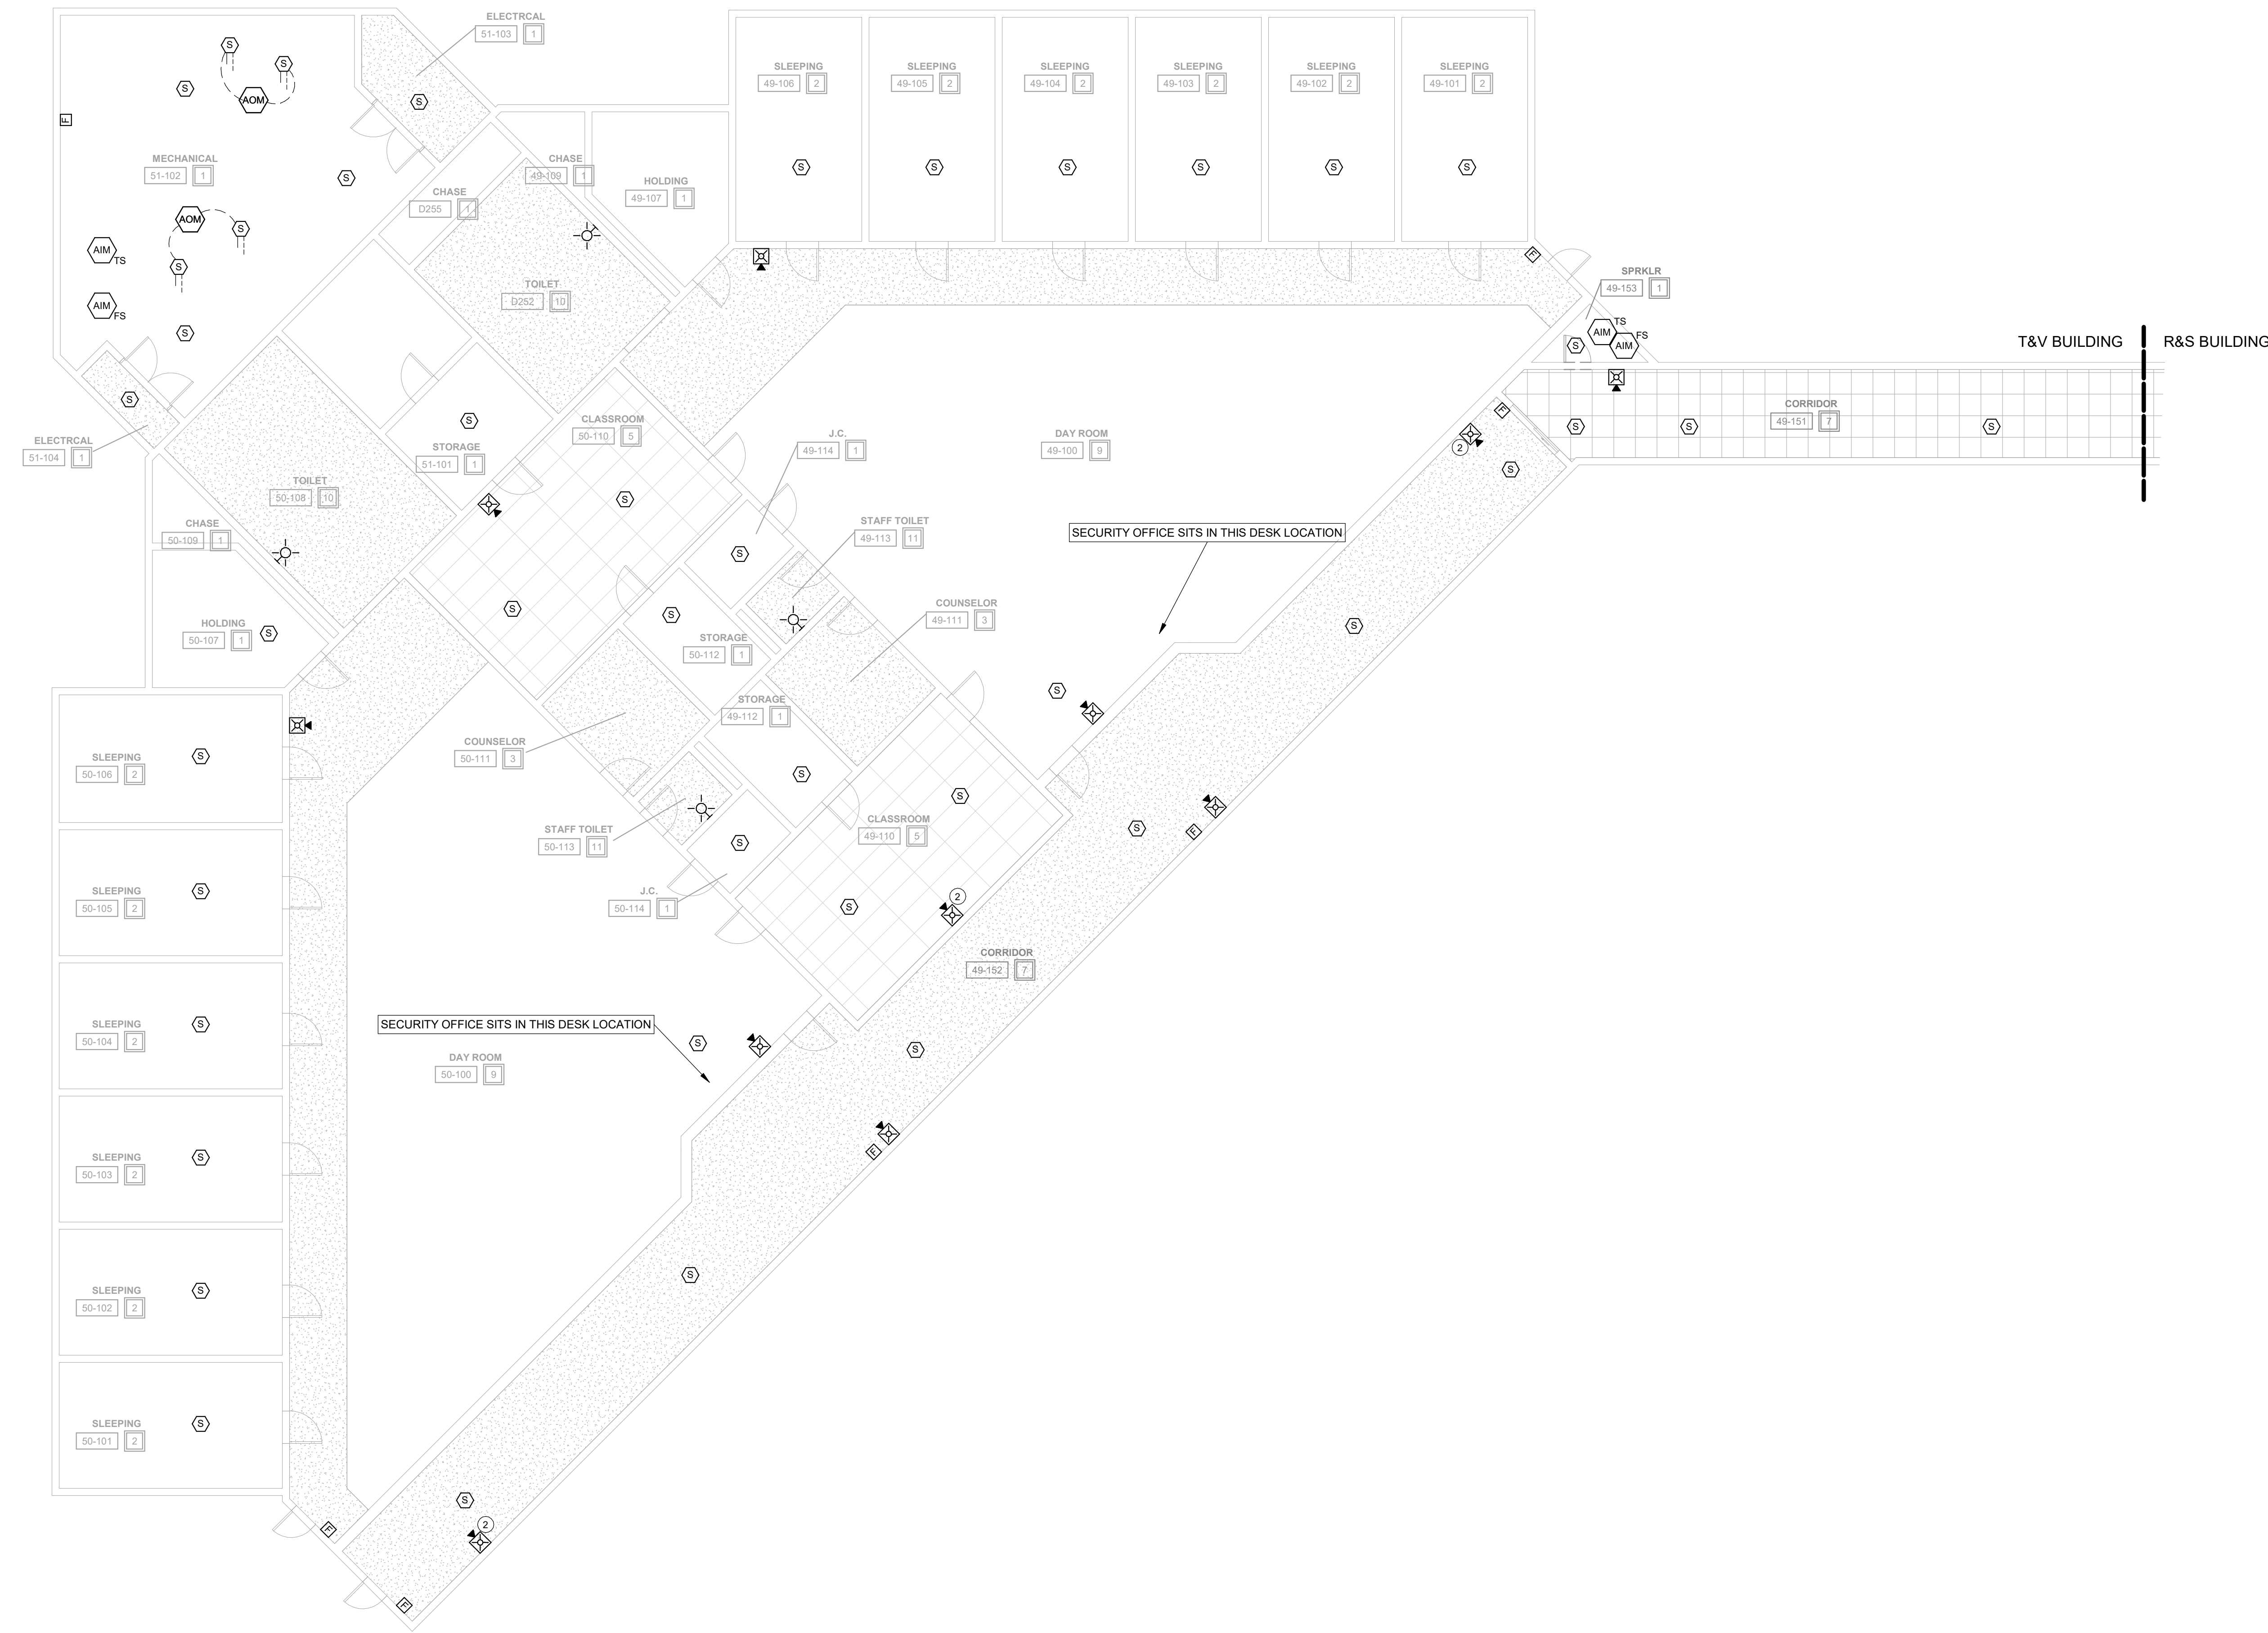 ELECTRCAL
51-103 1
S
S
S
AOM
S
F
MECHANICAL
51-102 1
S
AOM
S
S
AIM TS
AIM FS
S
S
ELECTRCAL
51-104 1
CHASE
D255 1
CHASE
49-109 1
HOLDING
49-107 1
TOILET
D252 10
SLEEPING
49-106 2
S
SLEEPING
49-105 2
S
SLEEPING
49-104 2
S
SLEEPING
49-103 2
S
SLEEPING
49-102 2
S
SLEEPING
49-101 2
S
F
SPRKLR
49-153 1
AIM TS
AIM FS
S
T&V BUILDING
R&S BUILDING
CORRIDOR
49-151 7
S
S
S
F
2
S
S
STORAGE
51-101 1
CLASSROOM
50-110 5
S
S
J.C.
49-114 1
DAY ROOM
49-100 9
TOILET
50-108 10
CHASE
50-109 1
STAFF TOILET
49-113 11
SECURITY OFFICE SITS IN THIS DESK LOCATION
S
S
HOLDING
50-107 1
S
STORAGE
50-112 1
COUNSELOR
49-111 3
S
S
STORAGE
49-112 1
COUNSELOR
50-111 3
S
S
CLASSROOM
49-110 5
S
F
STAFF TOILET
50-113 11
S
J.C.
50-114 1
S
2
CORRIDOR
49-152 7
SECURITY OFFICE SITS IN THIS DESK LOCATION
S
S
DAY ROOM
50-100 9
F
S
SLEEPING
50-106 2
S
SLEEPING
50-105 2
S
SLEEPING
50-104 2
S
SLEEPING
50-103 2
S
SLEEPING
50-102 2
S
SLEEPING
50-101 2
S
S
2
F
F